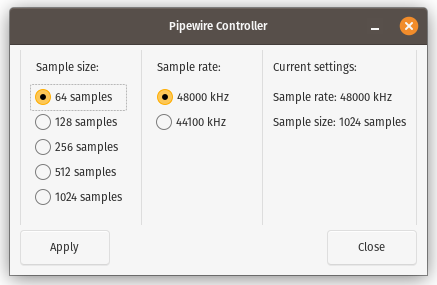 Pipewire Controller
Sample size:
64 samples
128 samples
256 samples
512 samples
1024 samples
Sample rate:
48000 kHz
44100 kHz
Current settings:
Sample rate: 48000 kHz
Sample size: 1024 samples
Apply
Close